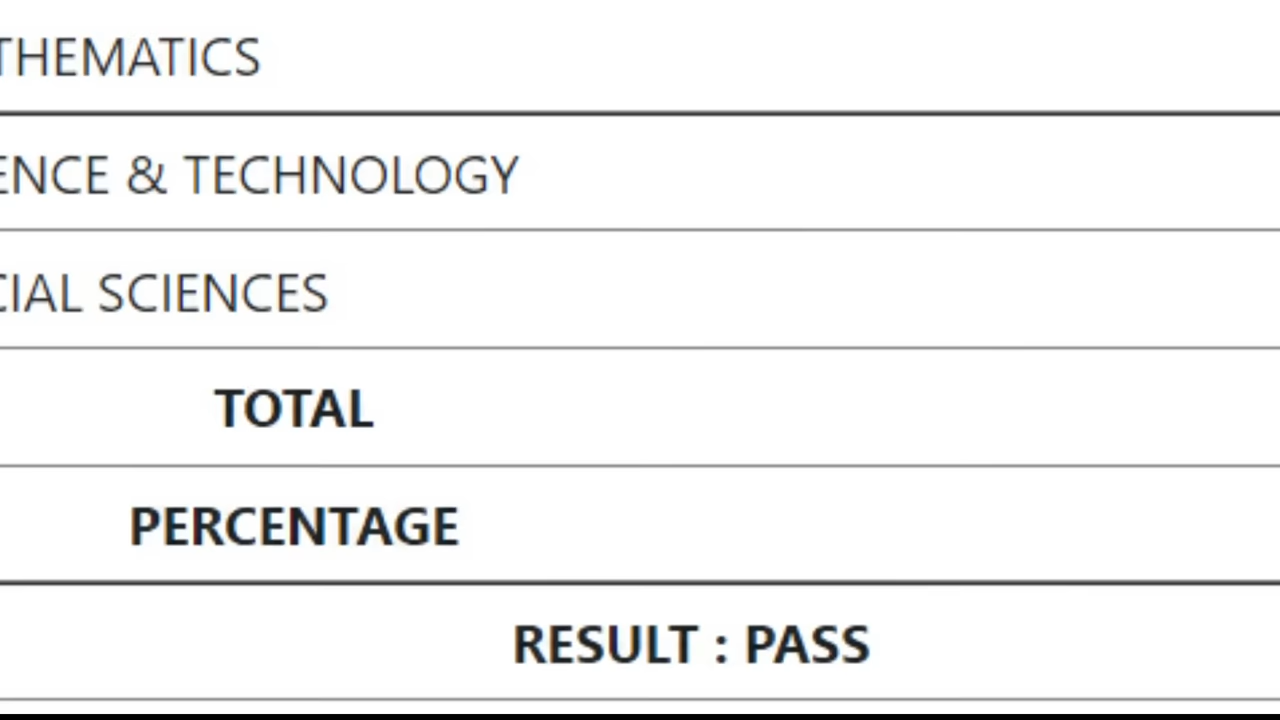 THEMATICS
ENCE & TECHNOLOGY
CIAL SCIENCES
TOTAL
PERCENTAGE
RESULT : PASS